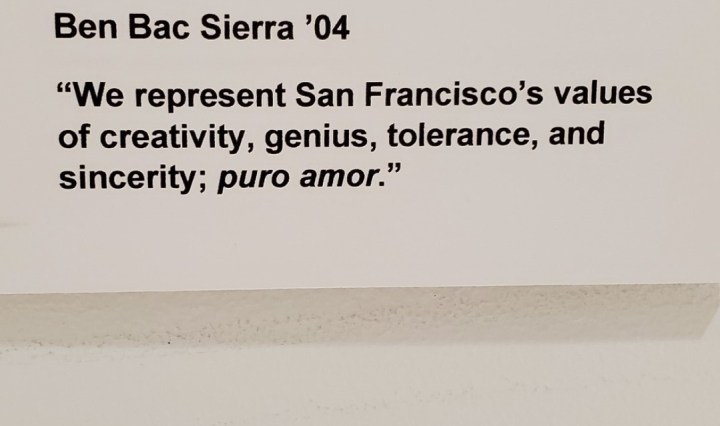 Ben Bac Sierra ’04
“We represent San Francisco’s values
of creativity, genius, tolerance, and
sincerity; puro amor.”